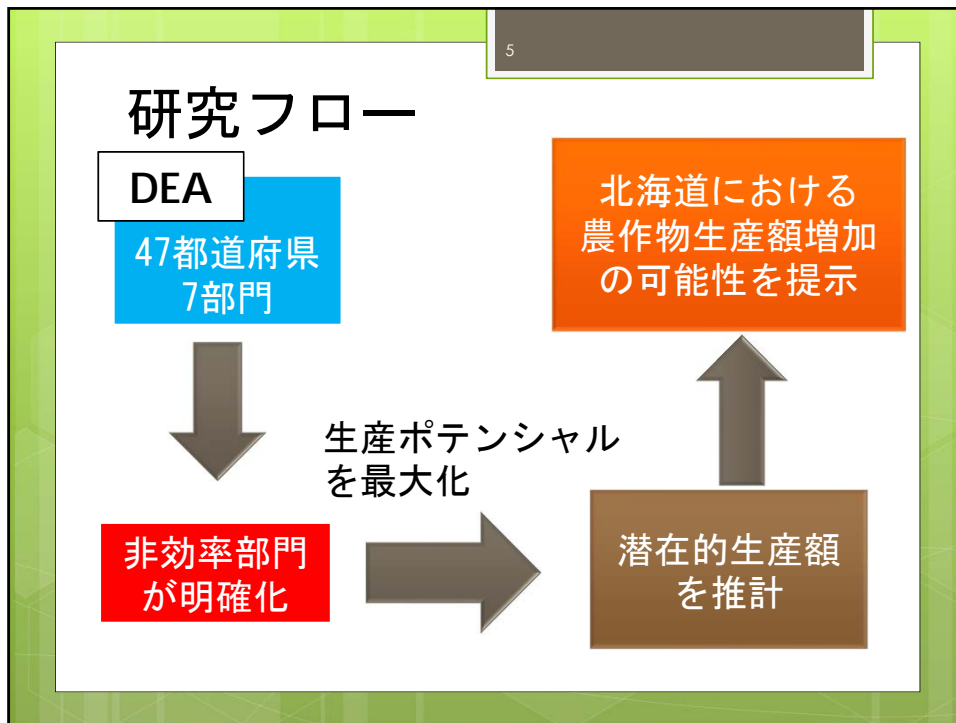 5
研究フロー
DEA
47都道府県
7部門
非効率部門
が明確化
生産ポテンシャル
を最大化
潜在的生産額
を推計
北海道における
農作物生産額増加
の可能性を提示